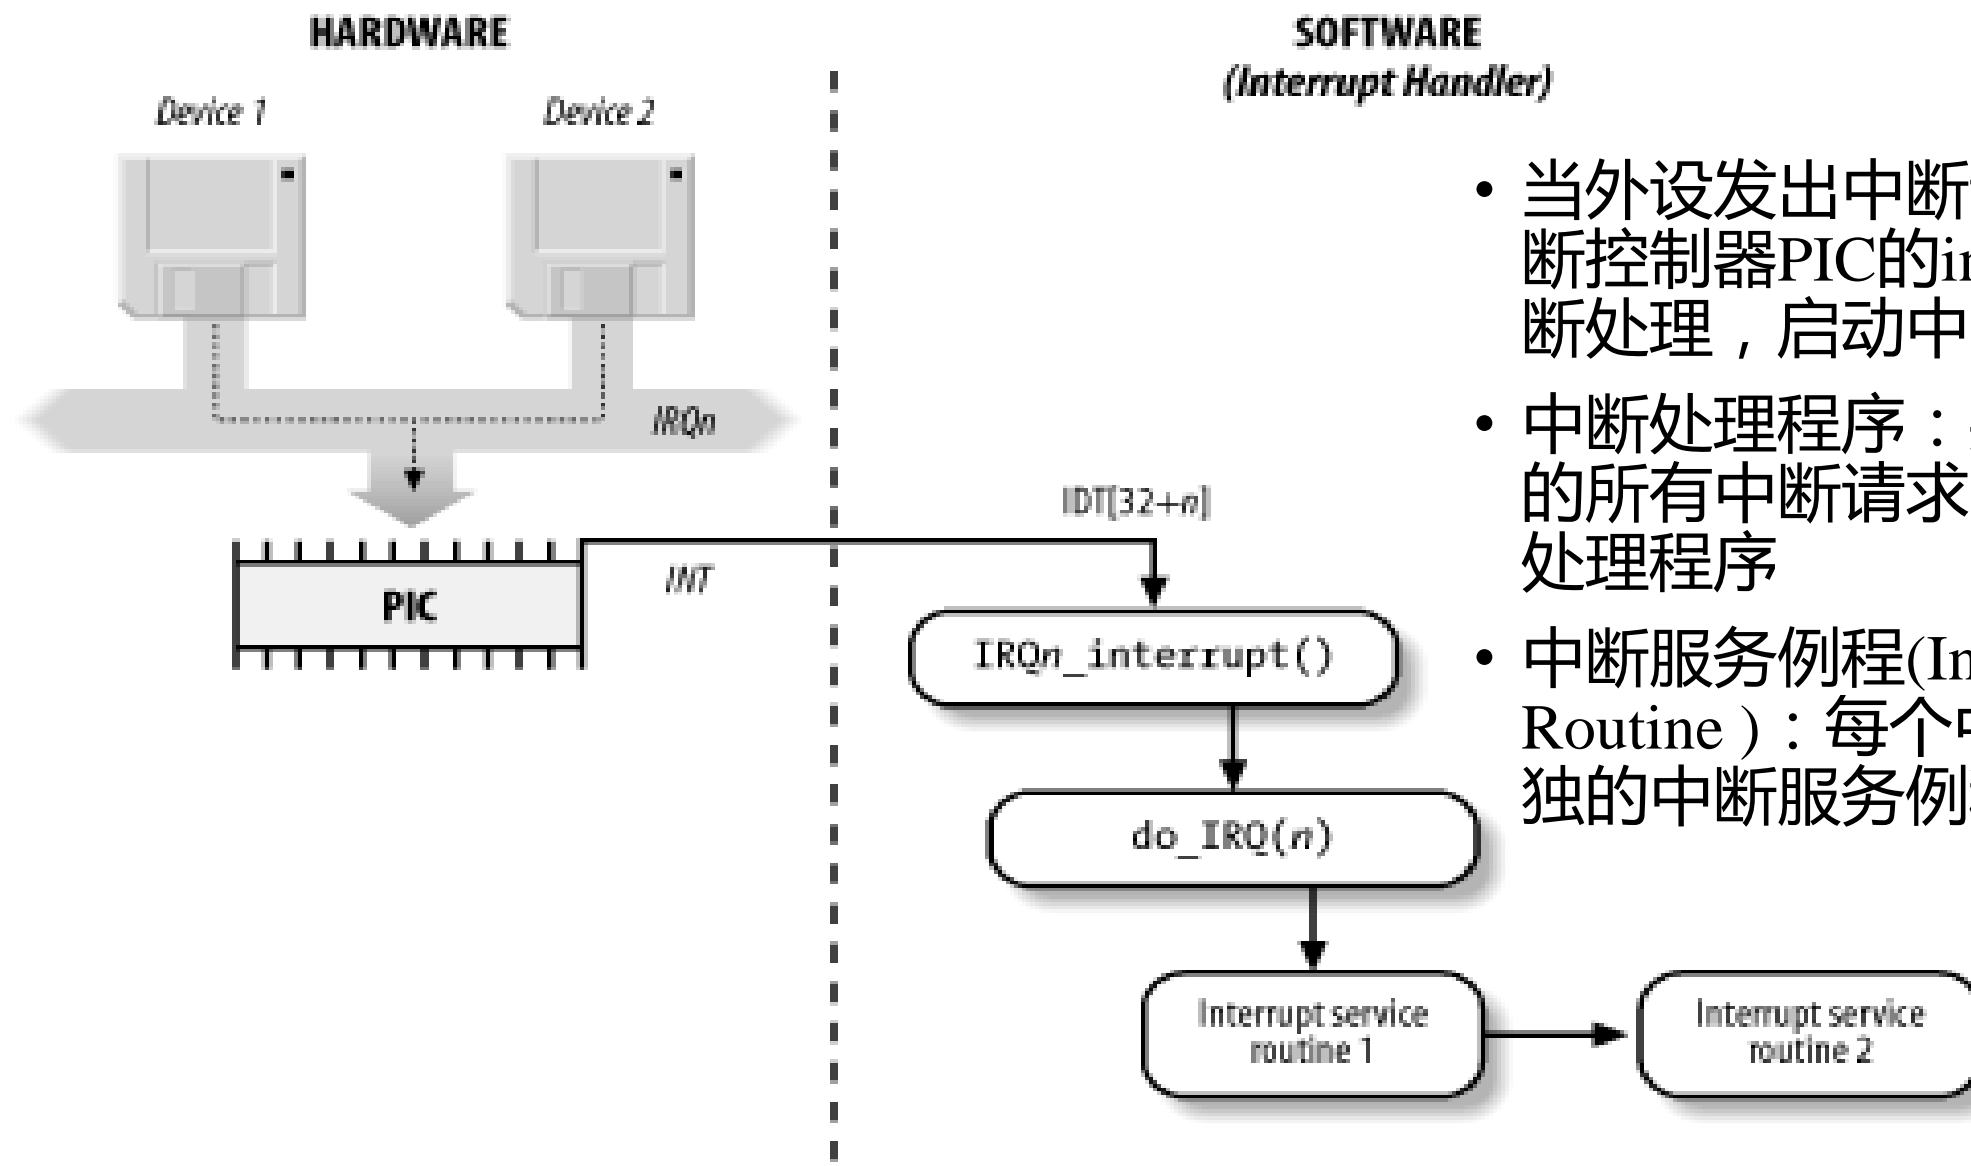 HARDWARE
SOFTWARE
(Interrupt Handler)
Device 1
Device 2
IRQn
PIC
INT
IDT[32+n]
IRQn_interrupt()
do_IRQ(n)
Interrupt service
routine 1
Interrupt service
routine 2
• 当外设发出中断
断控制器PIC的in
断处理，启动中
• 中断处理程序：
的所有中断请求
处理程序
• 中断服务例程(In
Routine )：每个中
独的中断服务例